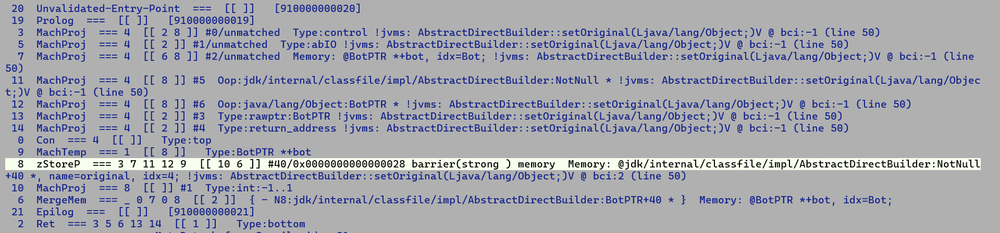 20  Unvalidated-Entry-Point  ===  [[ ]]   [910000000020]
19  Prolog  ===  [[ ]]   [910000000019]
3  MachProj  === 4  [[ 2 8 ]] #0/unmatched  Type:control !jvms: AbstractDirectBuilder::setOriginal(Ljava/lang/Object;)V @ bci:-1 (line 50)
5  MachProj  === 4  [[ 2 ]] #1/unmatched  Type:abIO !jvms: AbstractDirectBuilder::setOriginal(Ljava/lang/Object;)V @ bci:-1 (line 50)
7  MachProj  === 4  [[ 6 8 ]] #2/unmatched  Memory: @BotPTR *+bot, idx=Bot; !jvms: AbstractDirectBuilder::setOriginal(Ljava/lang/Object;)V @ bci:-1 (line
50)
11  MachProj  === 4  [[ 8 ]] #5  Oop:jdk/internal/classfile/impl/AbstractDirectBuilder:NotNull * !jvms: AbstractDirectBuilder::setOriginal(Ljava/lang/Objec
t;)V @ bci:-1 (line 50)
12  MachProj  === 4  [[ 8 ]] #6  Oop:java/lang/Object:BotPTR * !jvms: AbstractDirectBuilder::setOriginal(Ljava/lang/Object;)V @ bci:-1 (line 50)
13  MachProj  === 4  [[ 2 ]] #3  Type:rawptr:BotPTR !jvms: AbstractDirectBuilder::setOriginal(Ljava/lang/Object;)V @ bci:-1 (line 50)
14  MachProj  === 4  [[ 2 ]] #4  Type:return_address !jvms: AbstractDirectBuilder::setOriginal(Ljava/lang/Object;)V @ bci:-1 (line 50)
0  Con  === 4  [[ ]]   Type:top
9  MachTemp  === 1  [[ 8 ]]   Type:BotPTR *+bot
8  zStoreP  === 3 7 11 12 9  [[ 10 6 ]] #40/0x0000000000000028 barrier(strong ) memory  Memory: @jdk/internal/classfile/impl/AbstractDirectBuilder:NotNull
+40 *, name=original, idx=4; !jvms: AbstractDirectBuilder::setOriginal(Ljava/lang/Object;)V @ bci:2 (line 50)
10  MachProj  === 8  [[ ]] #1  Type:int:-1..1
6  MergeMem  === _ 0 7 0 8  [[ 2 ]]  { - N8:jdk/internal/classfile/impl/AbstractDirectBuilder:BotPTR+40 * }  Memory: @BotPTR *+bot, idx=Bot;
21  Epilog  ===  [[ ]]   [910000000021]
2  Ret  === 3 5 6 13 14  [[ 1 ]]   Type:bottom